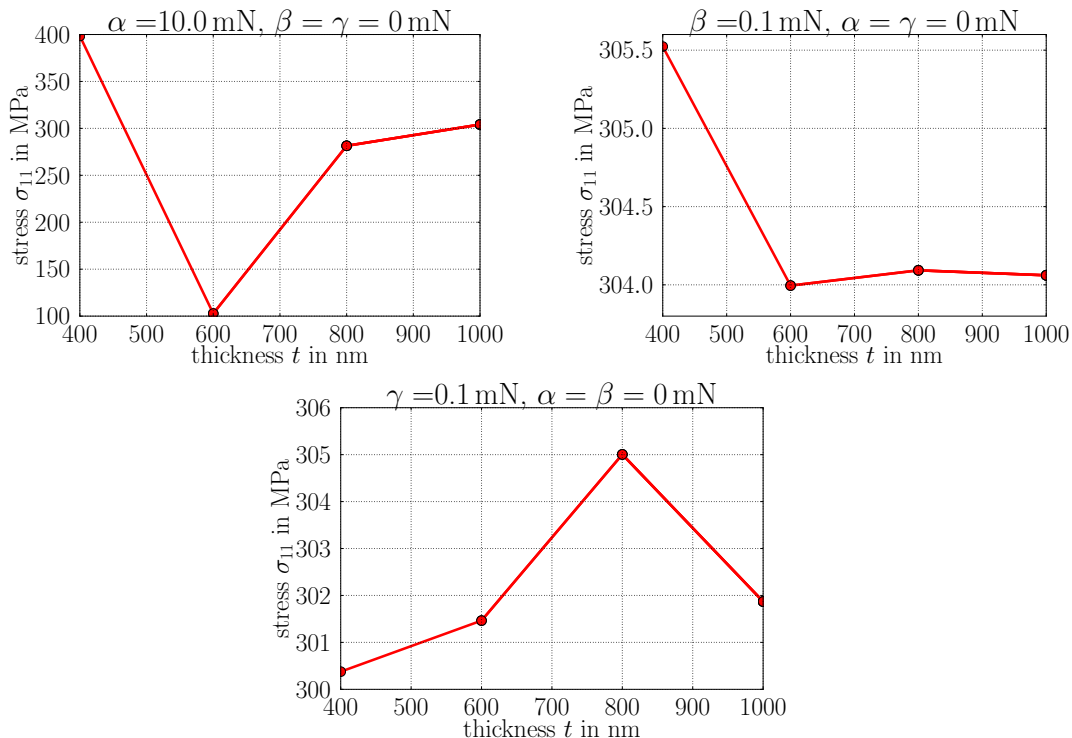 α =10.0 mN, β = γ = 0 mN
400
350
300
250
200
150
100
stress σ₁₁ in MPa
400 500 600 700 800 900 1000
thickness t in nm
β =0.1 mN, α = γ = 0 mN
305.5
305.0
304.5
304.0
stress σ₁₁ in MPa
400 500 600 700 800 900 1000
thickness t in nm
γ =0.1 mN, α = β = 0 mN
306
305
304
303
302
301
300
stress σ₁₁ in MPa
400 500 600 700 800 900 1000
thickness t in nm